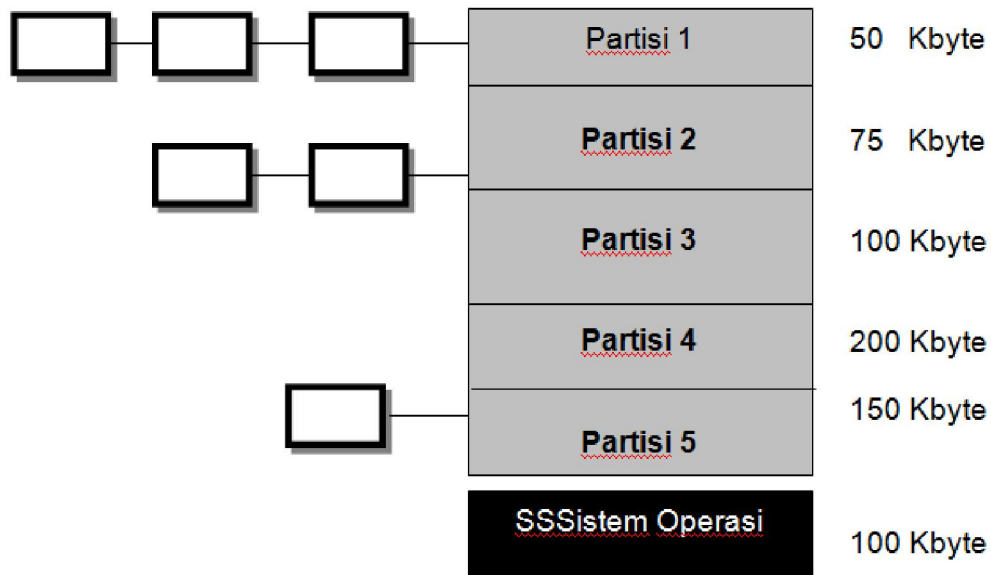 Partisi 1 50 Kbyte
Partisi 2 75 Kbyte
Partisi 3 100 Kbyte
Partisi 4 200 Kbyte
150 Kbyte
Partisi 5
SSSistem Operasi
100 Kbyte